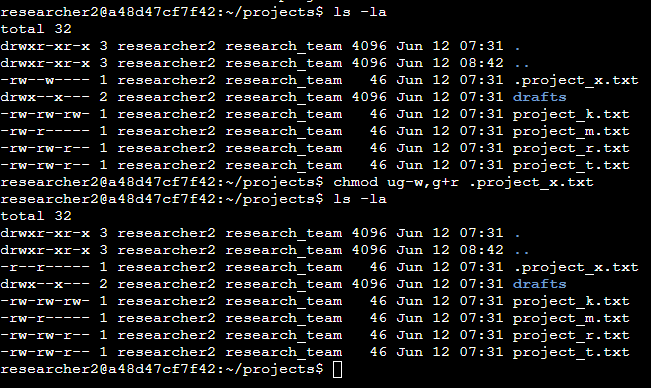 researcher2@a48d47cf7f42:~/projects$ ls -la
total 32
drwxr-xr-x 3 researcher2 research_team 4096 Jun 12 07:31 .
drwxr-xr-x 3 researcher2 research_team 4096 Jun 12 08:42 ..
-rw--w---- 1 researcher2 research_team   46 Jun 12 07:31 .project_x.txt
drwx--x--- 2 researcher2 research_team 4096 Jun 12 07:31 drafts
-rw-rw-rw- 1 researcher2 research_team   46 Jun 12 07:31 project_k.txt
-rw-r----- 1 researcher2 research_team   46 Jun 12 07:31 project_m.txt
-rw-rw-r-- 1 researcher2 research_team   46 Jun 12 07:31 project_r.txt
-rw-rw-r-- 1 researcher2 research_team   46 Jun 12 07:31 project_t.txt
researcher2@a48d47cf7f42:~/projects$ chmod ug-w,g+r .project_x.txt
researcher2@a48d47cf7f42:~/projects$ ls -la
total 32
drwxr-xr-x 3 researcher2 research_team 4096 Jun 12 07:31 .
drwxr-xr-x 3 researcher2 research_team 4096 Jun 12 08:42 ..
-r--r----- 1 researcher2 research_team   46 Jun 12 07:31 .project_x.txt
drwx--x--- 2 researcher2 research_team 4096 Jun 12 07:31 drafts
-rw-rw-rw- 1 researcher2 research_team   46 Jun 12 07:31 project_k.txt
-rw-r----- 1 researcher2 research_team   46 Jun 12 07:31 project_m.txt
-rw-rw-r-- 1 researcher2 research_team   46 Jun 12 07:31 project_r.txt
-rw-rw-r-- 1 researcher2 research_team   46 Jun 12 07:31 project_t.txt
researcher2@a48d47cf7f42:~/projects$